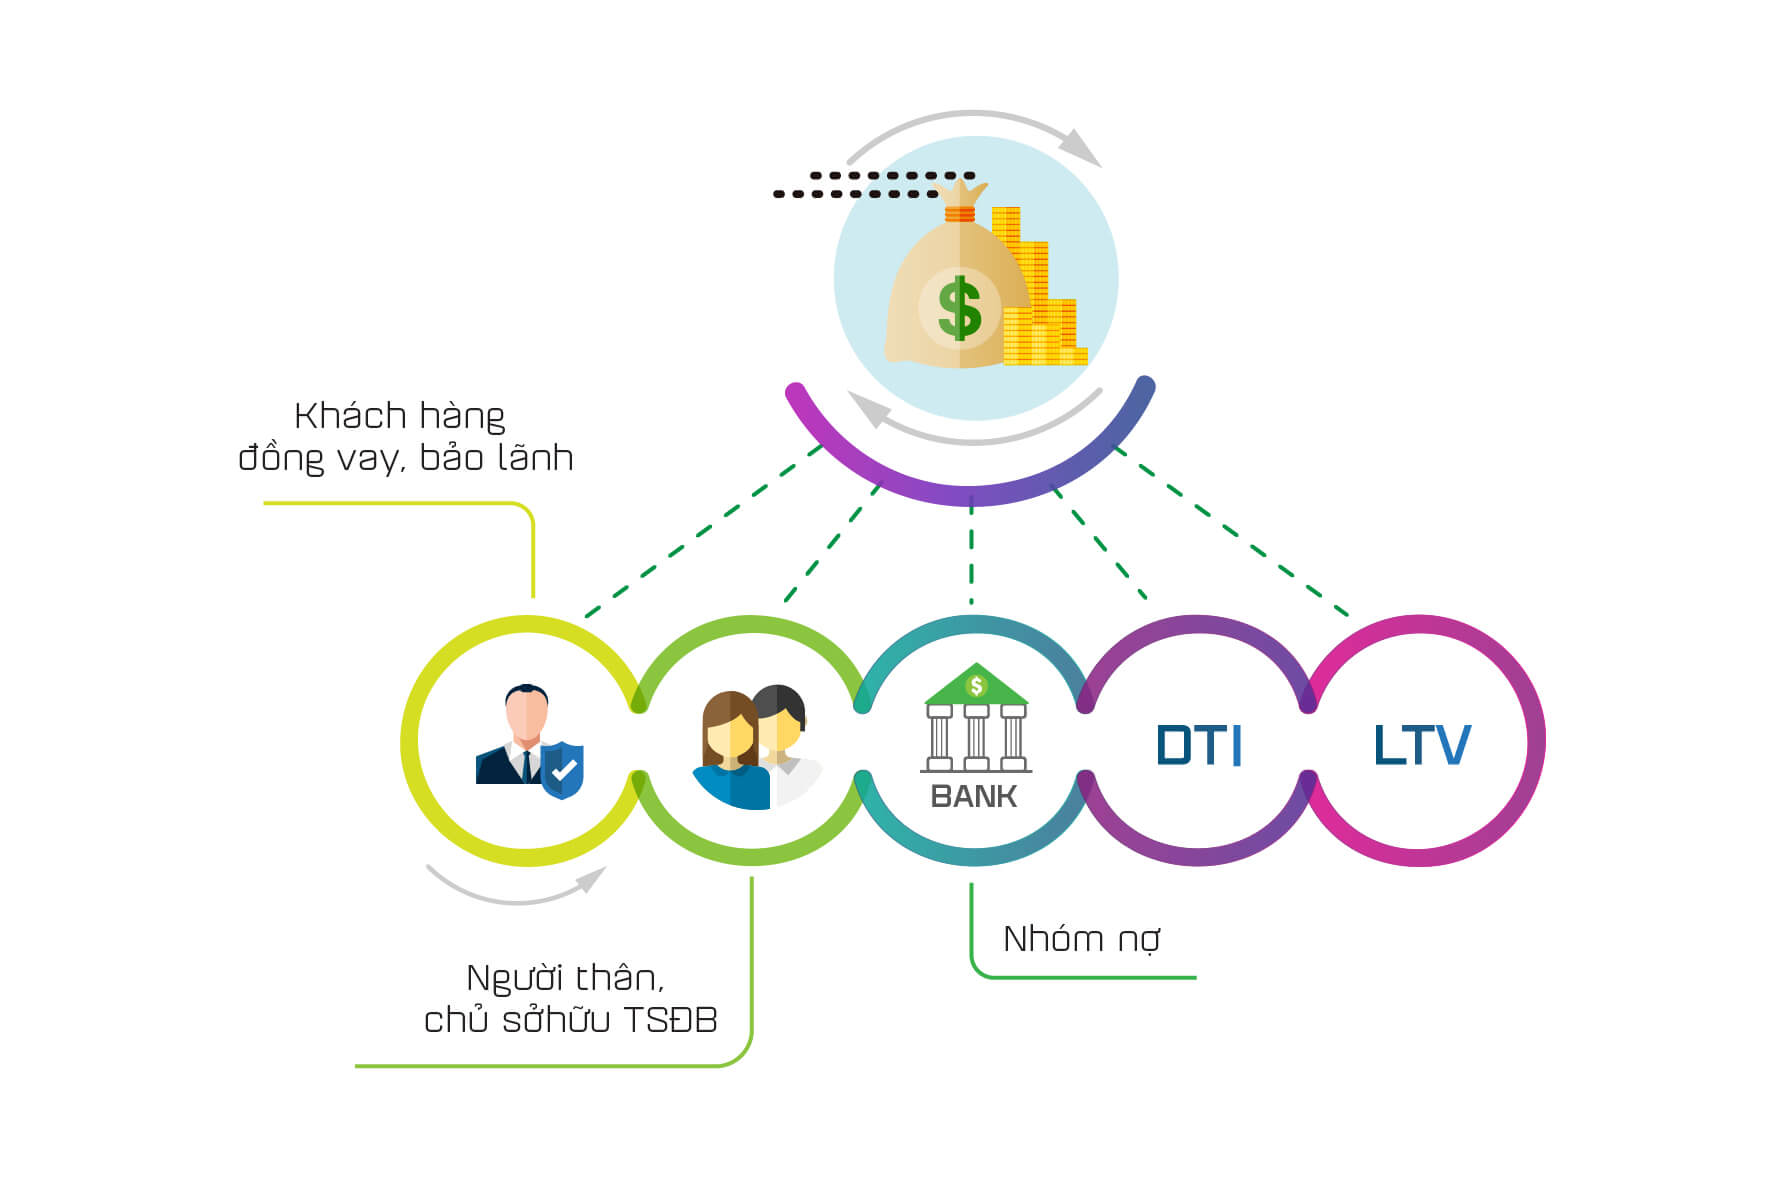 $
Khách hàng
đồng vay, bảo lãnh
$
BANK
DTI
LTV
Nhóm nợ
Người thân,
chủ sởhữu TSĐB